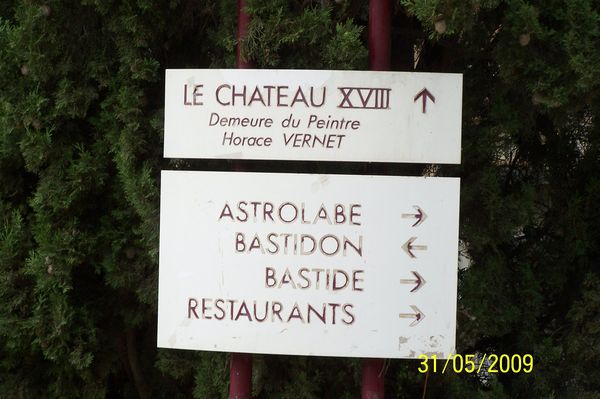 LE CHATEAU XVIII ↑
Demeure du Peintre
Horace VERNET
ASTROLABE →
BASTIDON ←
BASTIDE →
RESTAURANTS →
31/05/2009